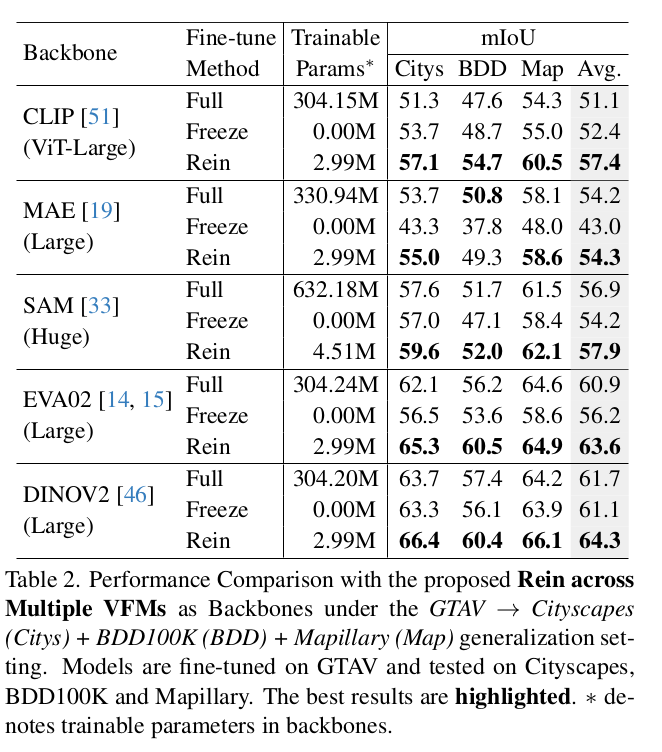 Backbone Fine-tune Method Trainable Params* mIoU
Citys BDD Map Avg.
CLIP [51] (ViT-Large) Full 304.15M 51.3 47.6 54.3 51.1
Freeze 0.00M 53.7 48.7 55.0 52.4
Rein 2.99M 57.1 54.7 60.5 57.4
MAE [19] (Large) Full 330.94M 53.7 50.8 58.1 54.2
Freeze 0.00M 43.3 37.8 48.0 43.0
Rein 2.99M 55.0 49.3 58.6 54.3
SAM [33] (Huge) Full 632.18M 57.6 51.7 61.5 56.9
Freeze 0.00M 57.0 47.1 58.4 54.2
Rein 4.51M 59.6 52.0 62.1 57.9
EVA02 [14, 15] (Large) Full 304.24M 62.1 56.2 64.6 60.9
Freeze 0.00M 56.5 53.6 58.6 56.2
Rein 2.99M 65.3 60.5 64.9 63.6
DINOV2 [46] (Large) Full 304.20M 63.7 57.4 64.2 61.7
Freeze 0.00M 63.3 56.1 63.9 61.1
Rein 2.99M 66.4 60.4 66.1 64.3
Table 2. Performance Comparison with the proposed Rein across
Multiple VFMs as Backbones under the GTAV → Cityscapes
(Citys) + BDD100K (BDD) + Mapillary (Map) generalization set-
ting. Models are fine-tuned on GTAV and tested on Cityscapes,
BDD100K and Mapillary. The best results are highlighted. ∗ de-
notes trainable parameters in backbones.